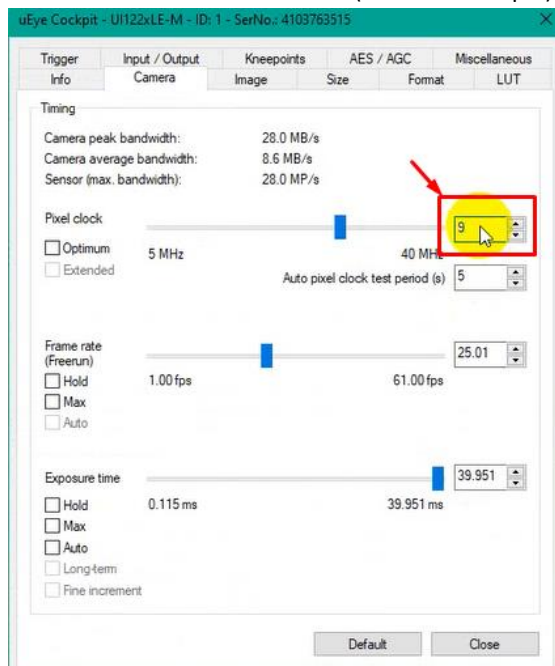 uEye Cockpit - UI122xLE-M - ID: 1 - SerNo.: 4103763515
Trigger Input / Output Kneepoints AES / AGC Miscellaneous
Info Camera Image Size Format LUT
Timing
Camera peak bandwidth: 28.0 MB/s
Camera average bandwidth: 8.6 MB/s
Sensor (max. bandwidth): 28.0 MP/s
Pixel clock 9
Optimum 5 MHz 40 MHz
Extended Auto pixel clock test period (s) 5
Frame rate
(Freerun) 25.01
Hold 1.00 fps 61.00 fps
Max
Auto
Exposure time 39.951
Hold 0.115 ms 39.951 ms
Max
Auto
Long-term
Fine increment
Default Close